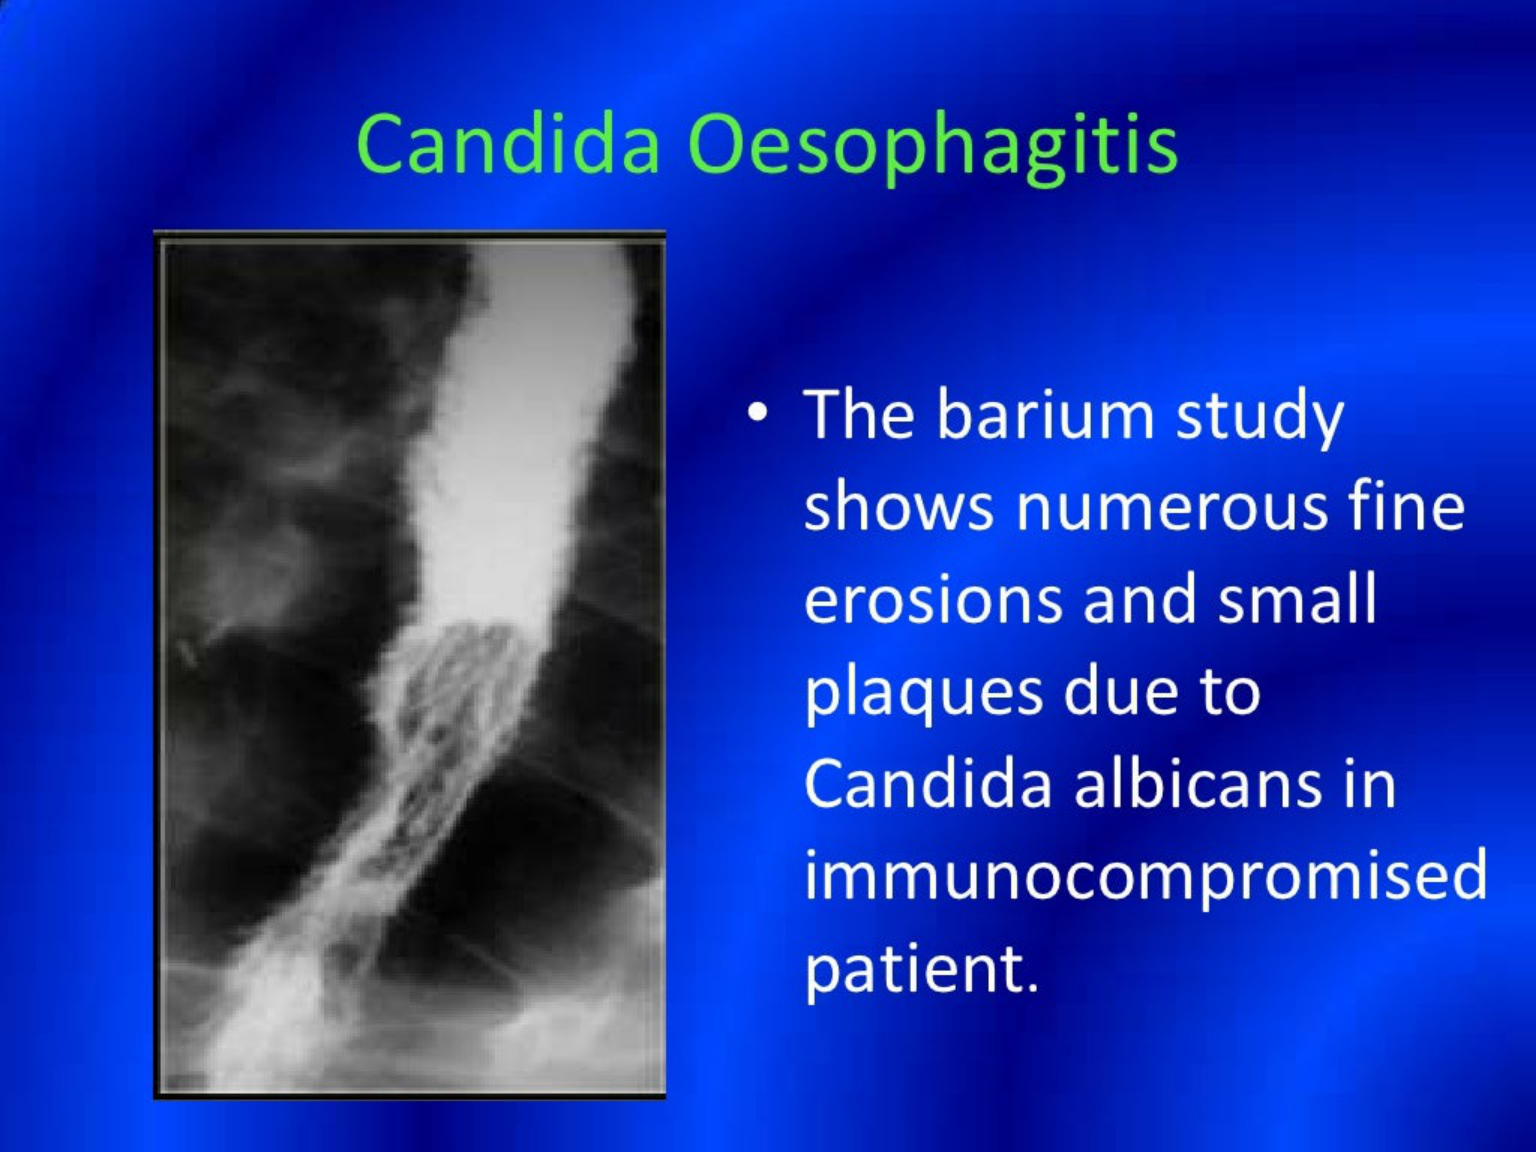 Candida Oesophagitis
• The barium study
shows numerous fine
erosions and small
plaques due to
Candida albicans in
immunocompromised
patient.